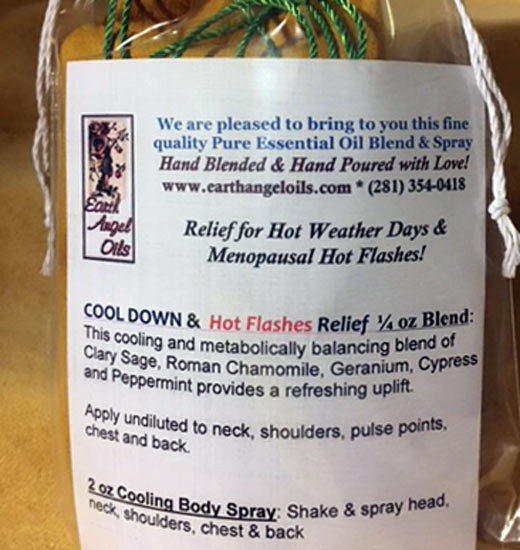 We are pleased to bring to you this fine
quality Pure Essential Oil Blend & Spray
Hand Blended & Hand Poured with Love!
www.earthangeloils.com * (281) 354-0418
Earth
Angel
Oils
Relief for Hot Weather Days &
Menopausal Hot Flashes!
COOL DOWN & Hot Flashes Relief ¼ oz Blend:
This cooling and metabolically balancing blend of
Clary Sage, Roman Chamomile, Geranium, Cypress
and Peppermint provides a refreshing uplift.
Apply undiluted to neck, shoulders, pulse points,
chest and back.
2 oz Cooling Body Spray: Shake & spray head,
neck, shoulders, chest & back